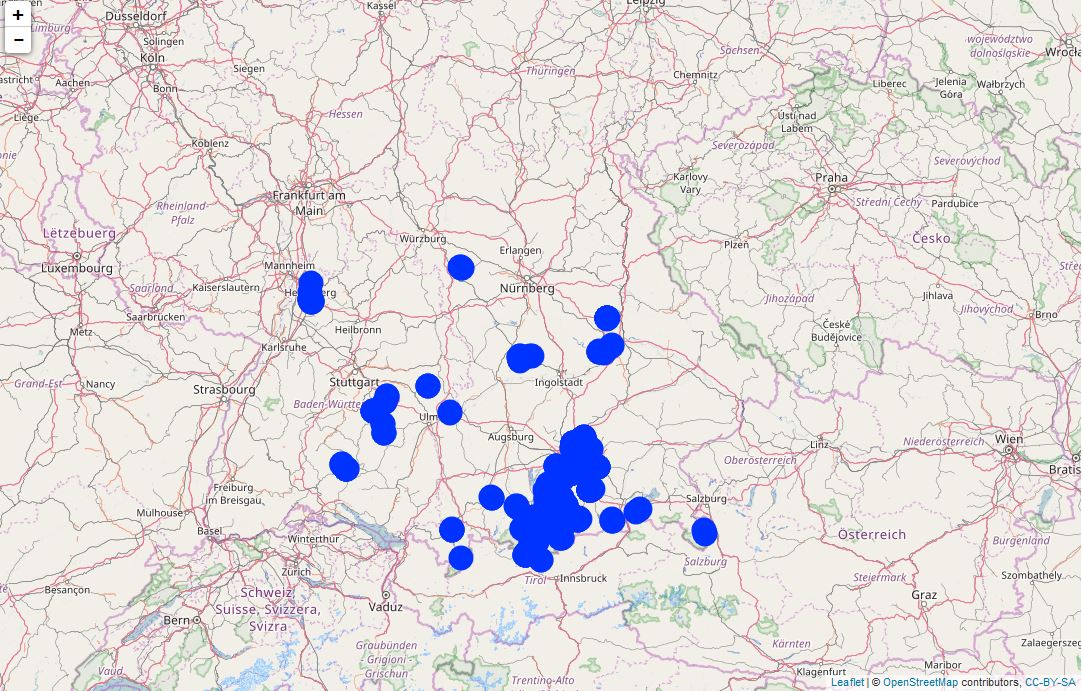 +
−
Düsseldorf
Kassel
Leipzig
Limburg
Solingen
Köln
Siegen
Thüringen
Sachsen
Chemnitz
województwo
dolnośląskie
Wrocł
Aachen
Bonn
Liberec
Jelenia
Góra
Wałbrzych
Liège
Hessen
Ústí nad
Labem
Koblenz
Severozápad
Severovýchod
Karlovy
Vary
Praha
Frankfurt am
Main
Rheinland-
Pfalz
Střední Čechy
Pardubice
Lëtzebuerg
Würzburg
Erlangen
Plzeň
Česko
Luxembourg
Mannheim
Saarland
Kaiserslautern
Nürnberg
Jihozápad
Jihlava
Jihovýchod
Saarbrücken
Brno
Metz
Heilbronn
České
Budějovice
Karlsruhe
Grand-Est
Nancy
Strasbourg
Stuttgart
Ingolstadt
Baden-Württe
Ulm
Augsburg
Linz
Niederösterreich
Wien
Oberösterreich
Bratis
Freiburg
im Breisgau
Salzburg
Mulhouse
Basel
Winterthur
Österreich
Burgenland
Zürich
Tirol
Innsbruck
Salzburg
Steiermark
Szombathely
Besançon
Schweiz
Suisse, Svizzera,
Svizra
Vaduz
Graz
Bern
Graubünden
Grigioni -
Grischun
Kärnten
Zalaegersze
Vaud
Trentino-Alto
Klagenfurt
Maribor
Leaflet | © OpenStreetMap contributors, CC-BY-SA